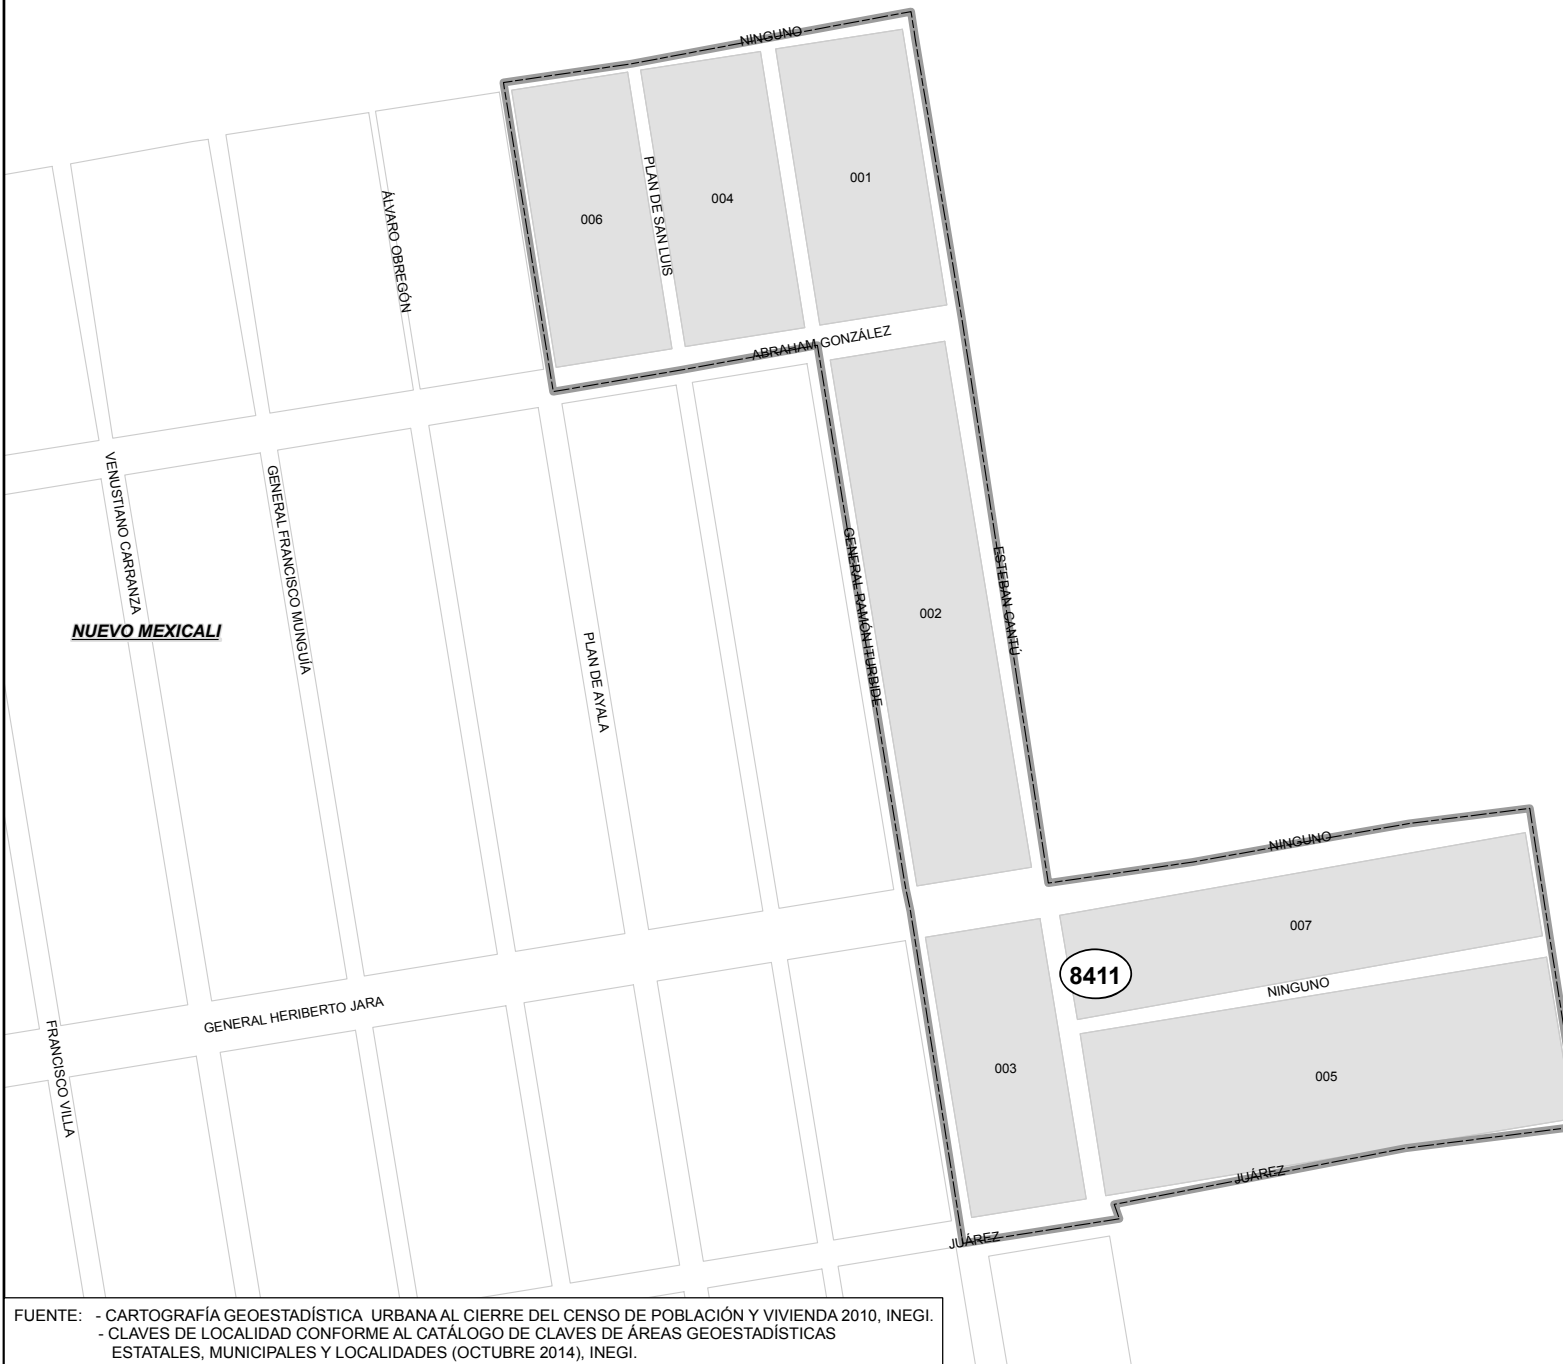 NINGUNO
001
004
006
PLAN DE SAN LUIS
ÁLVARO OBREGÓN
ABRAHAM GONZÁLEZ
VENUSTIANO CARRANZA
GENERAL FRANCISCO MUNGUÍA
GENERAL RAMÓN ITURBIDE
ESTEBAN CANTÚ
002
NUEVO MEXICALI
PLAN DE AYALA
NINGUNO
007
8411
NINGUNO
GENERAL HERIBERTO JARA
FRANCISCO VILLA
003
005
JUÁREZ
JUÁREZ
FUENTE: - CARTOGRAFÍA GEOESTADÍSTICA URBANA AL CIERRE DEL CENSO DE POBLACIÓN Y VIVIENDA 2010, INEGI.
- CLAVES DE LOCALIDAD CONFORME AL CATÁLOGO DE CLAVES DE ÁREAS GEOESTADÍSTICAS
ESTATALES, MUNICIPALES Y LOCALIDADES (OCTUBRE 2014), INEGI.